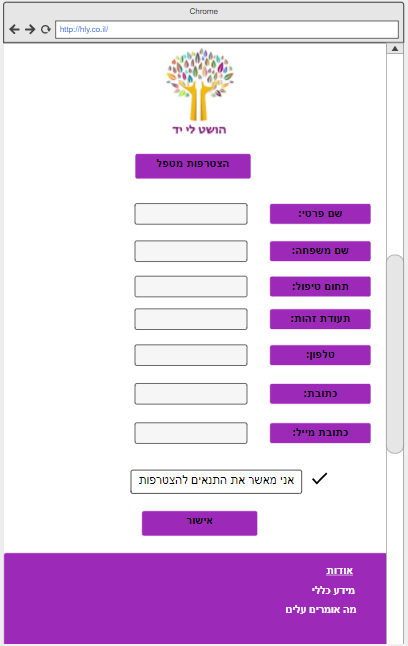 Chrome
http://hly.co.il/
הושט לי יד
הצטרפות מטפל
שם פרטי:
שם משפחה:
תחום טיפול:
תעודת זהות:
טלפון:
כתובת:
כתובת מייל:
אני מאשר את התנאים להצטרפות
אישור
אודות
מידע כללי
מה אומרים עלים